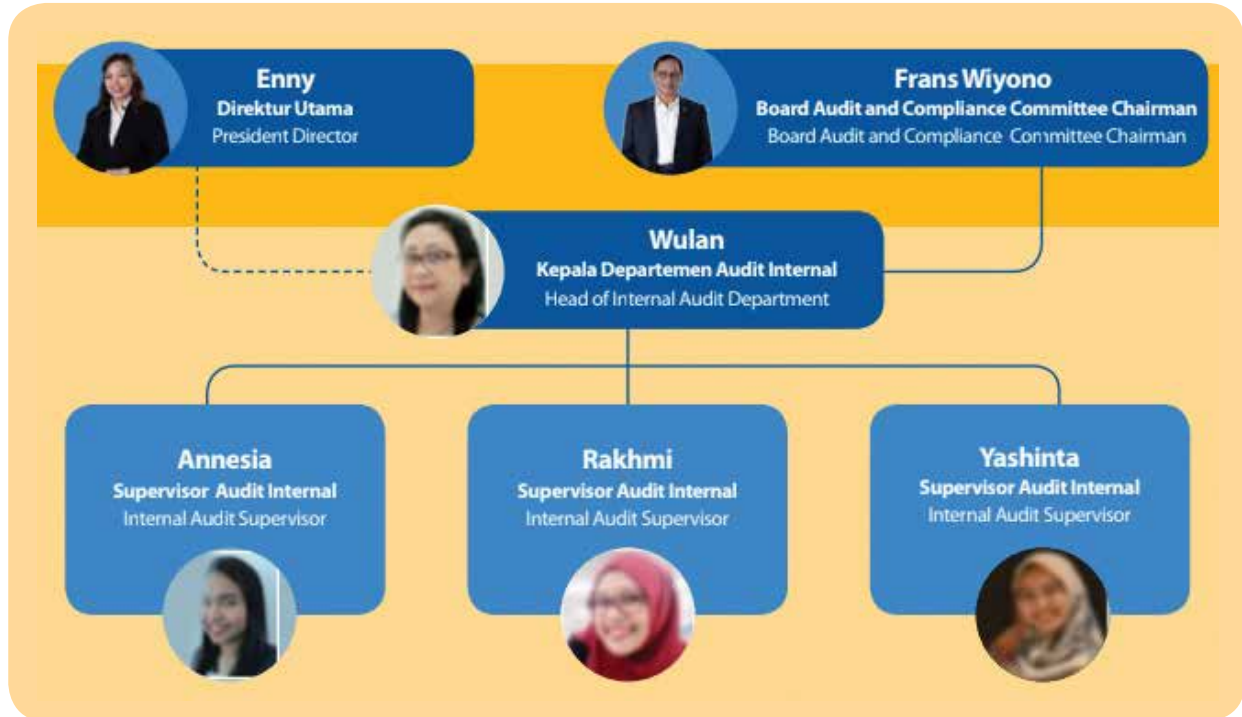 Enny
Direktur Utama
President Director
Frans Wiyono
Board Audit and Compliance Committee Chairman
Board Audit and Compliance Committee Chairman
Wulan
Kepala Departemen Audit Internal
Head of Internal Audit Department
Annesia
Supervisor Audit Internal
Internal Audit Supervisor
Rakhmi
Supervisor Audit Internal
Internal Audit Supervisor
Yashinta
Supervisor Audit Internal
Internal Audit Supervisor